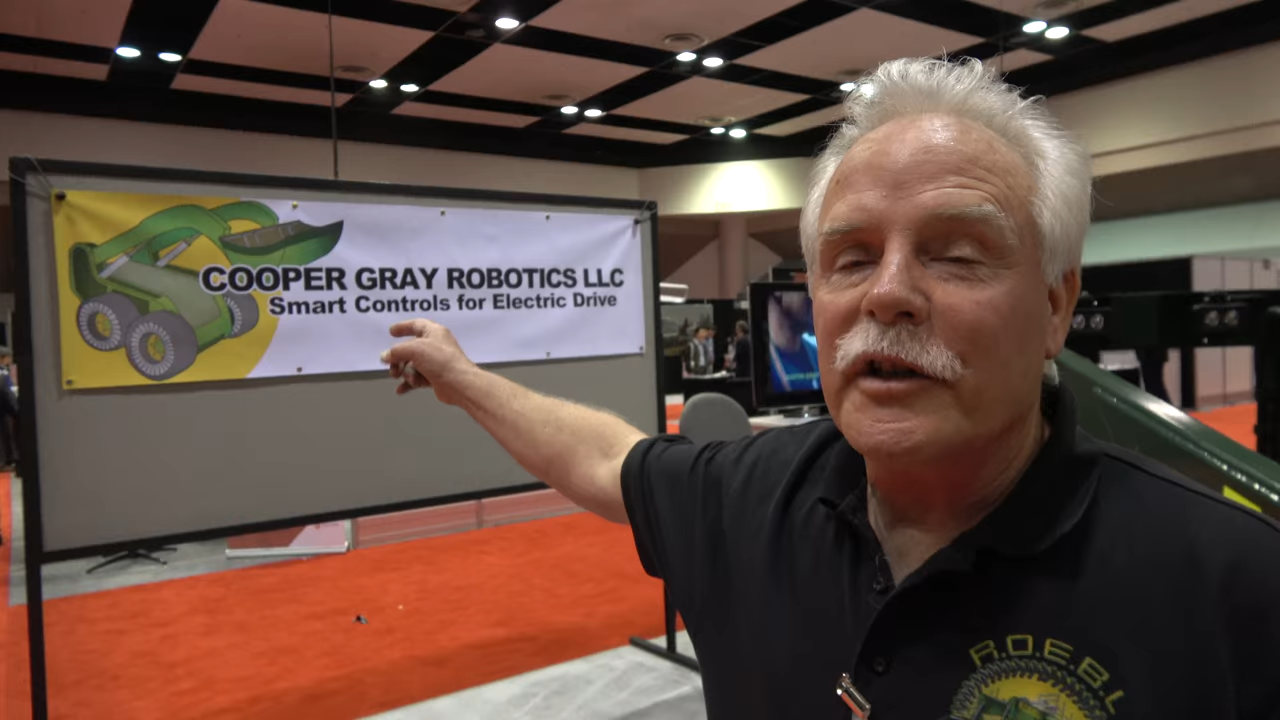 COOPER GRAY ROBOTICS LLC
Smart Controls for Electric Drive
R.O.E.B.L